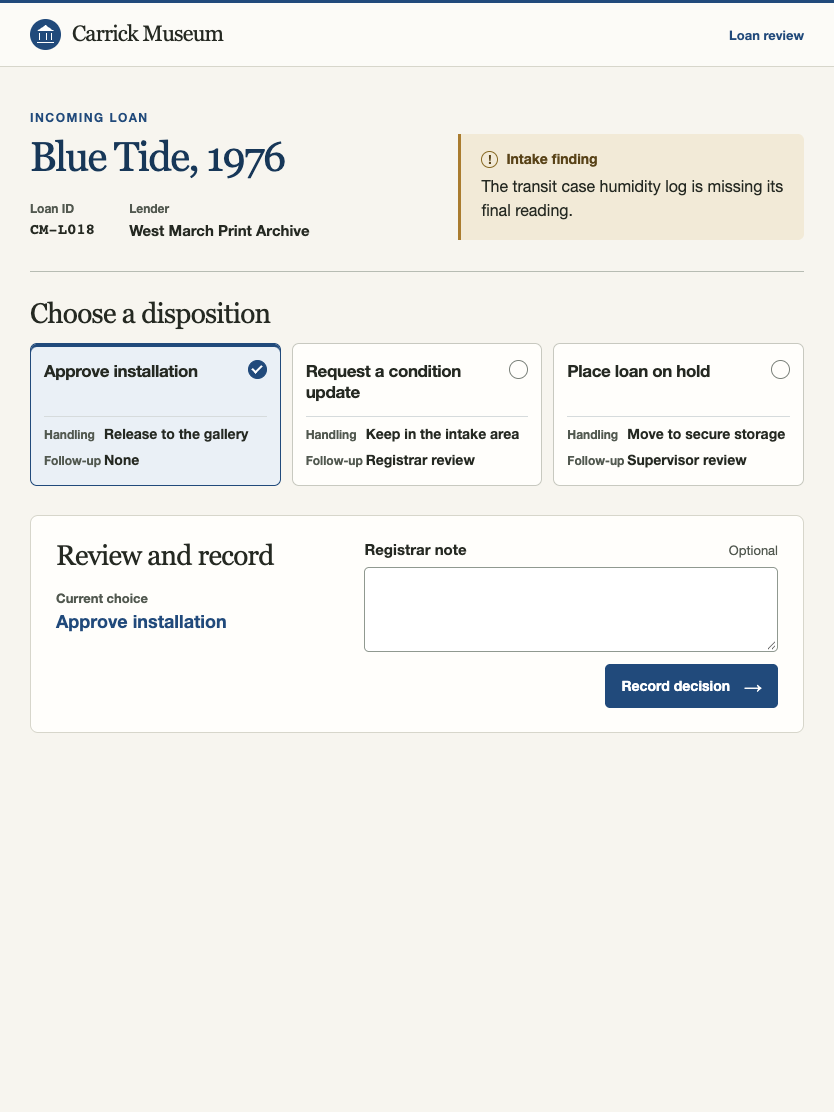 Carrick Museum
Loan review
INCOMING LOAN
Blue Tide, 1976
Loan ID
CM-L018
Lender
West March Print Archive
! Intake finding
The transit case humidity log is missing its
final reading.
Choose a disposition
Approve installation
Handling Release to the gallery
Follow-up None
Request a condition
update
Handling Keep in the intake area
Follow-up Registrar review
Place loan on hold
Handling Move to secure storage
Follow-up Supervisor review
Review and record
Current choice
Approve installation
Registrar note
Optional
Record decision →